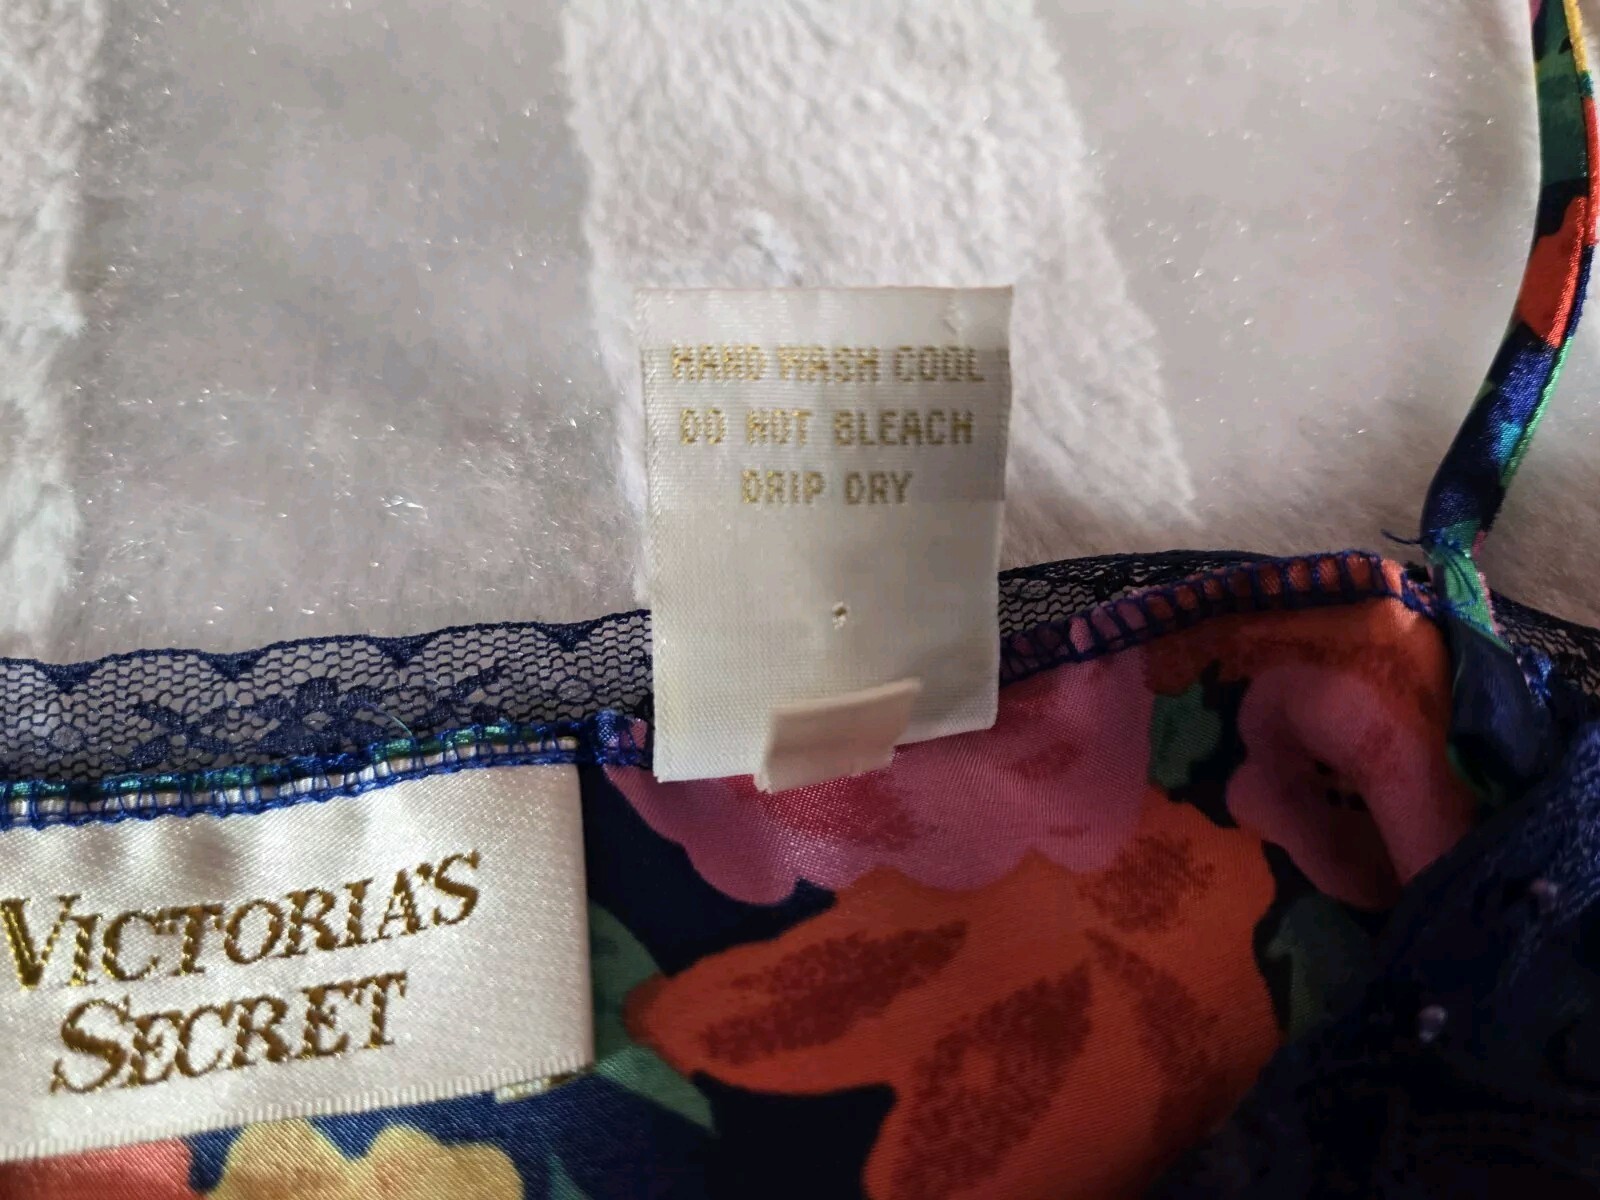 HAND WASH COOL
DO NOT BLEACH
DRIP DRY
VICTORIA'S
SECRET